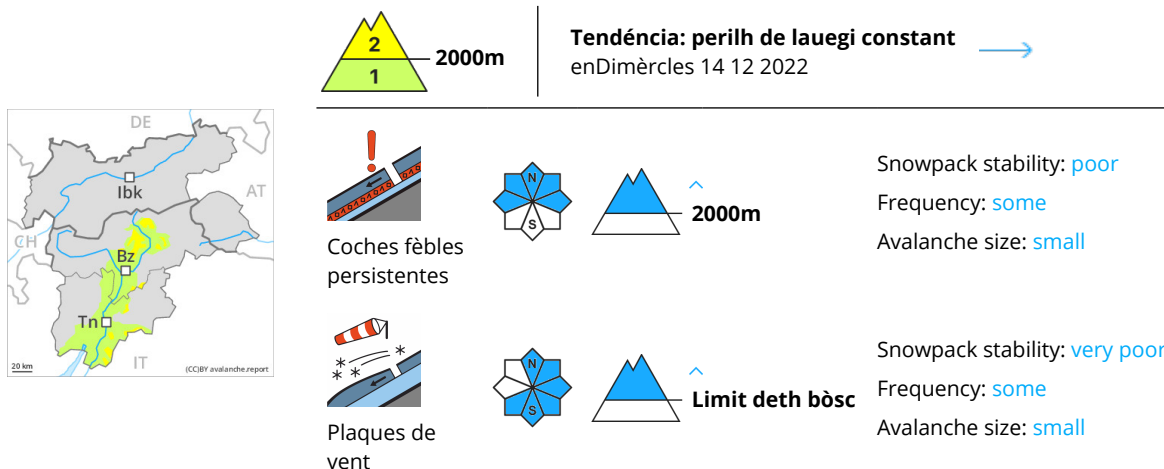 2
1
2000m
Tendéncia: perilh de lauegi constant
enDimèrcles 14 12 2022
DE
Ibk
AT
CH
Bz
Tn
IT
20 km
(CC)BY avalanche.report
Coches fèbles
persistentes
N
S
2000m
Snowpack stability: poor
Frequency: some
Avalanche size: small
Plaques de
vent
N
S
Limit deth bòsc
Snowpack stability: very poor
Frequency: some
Avalanche size: small